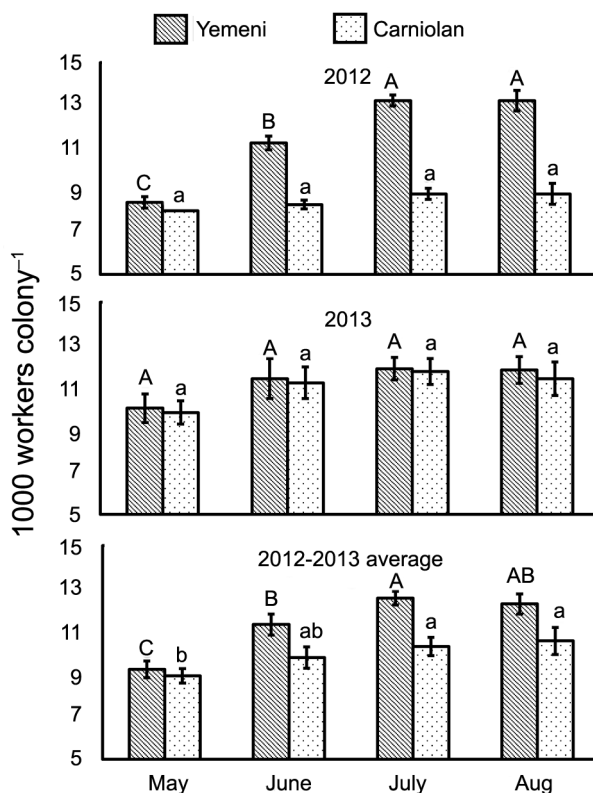 Yemeni Carniolan
1000 workers colony⁻¹
2012
15
13
11
9
7
5
C a B a A a A a
2013
15
13
11
9
7
5
A a A a A a A a
2012-2013 average
15
13
11
9
7
5
C b B ab A a AB a
May June July Aug